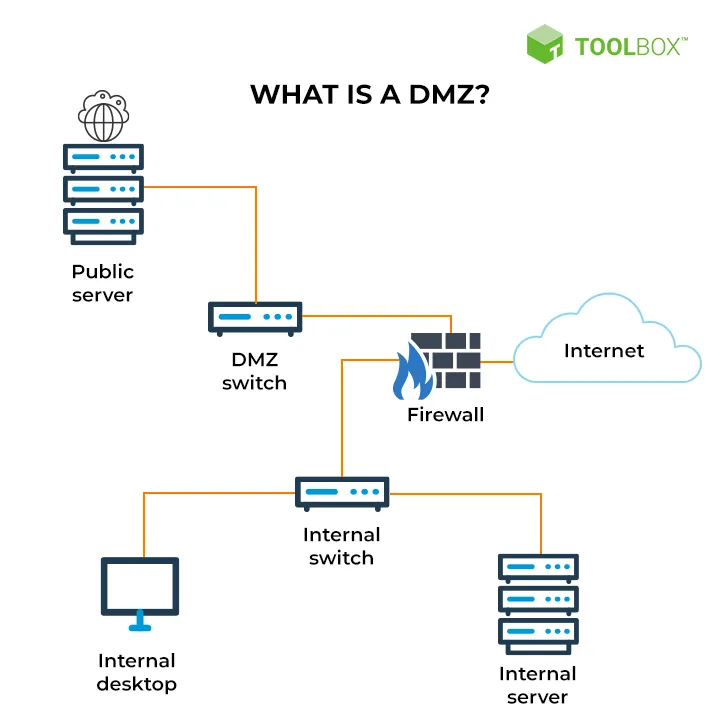 TOOLBOX™
WHAT IS A DMZ?
Public
server
DMZ
switch
Internet
Firewall
Internal
switch
Internal
desktop
Internal
server